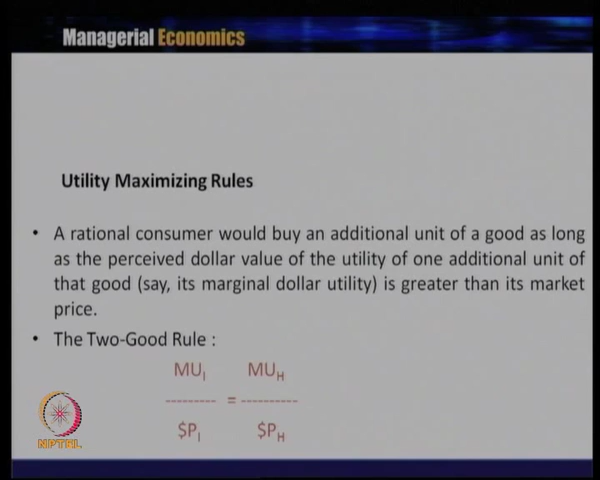 Managerial Economics
Utility Maximizing Rules
• A rational consumer would buy an additional unit of a good as long
as the perceived dollar value of the utility of one additional unit of
that good (say, its marginal dollar utility) is greater than its market
price.
• The Two-Good Rule :
MUI MUH
--------- = ----------
$PI $PH
NPTEL